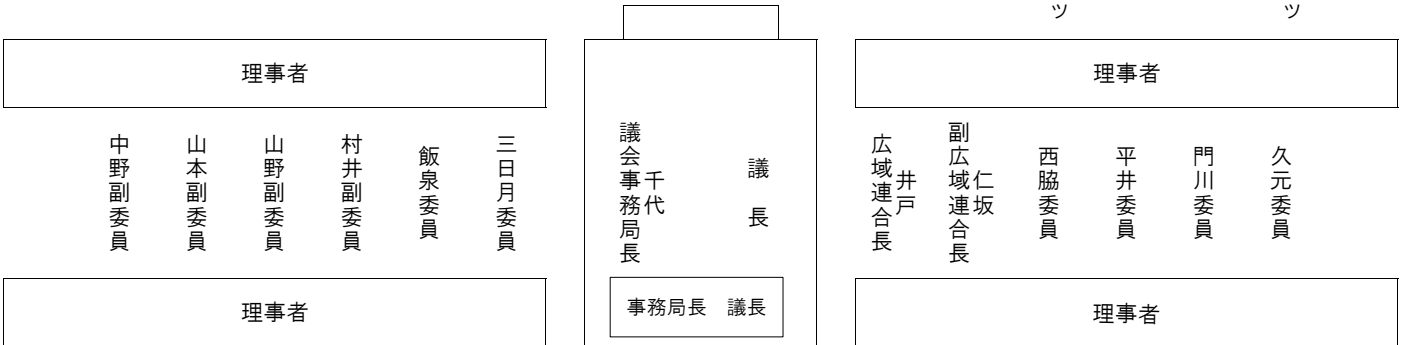 ツ
ツ
理事者
理事者
中野副委員
山本副委員
山野副委員
村井副委員
飯泉委員
三日月委員
千代
議会事務局長
議長
井戸
広域連合長
仁坂
副広域連合長
西脇委員
平井委員
門川委員
久元委員
理事者
事務局長 議長
理事者